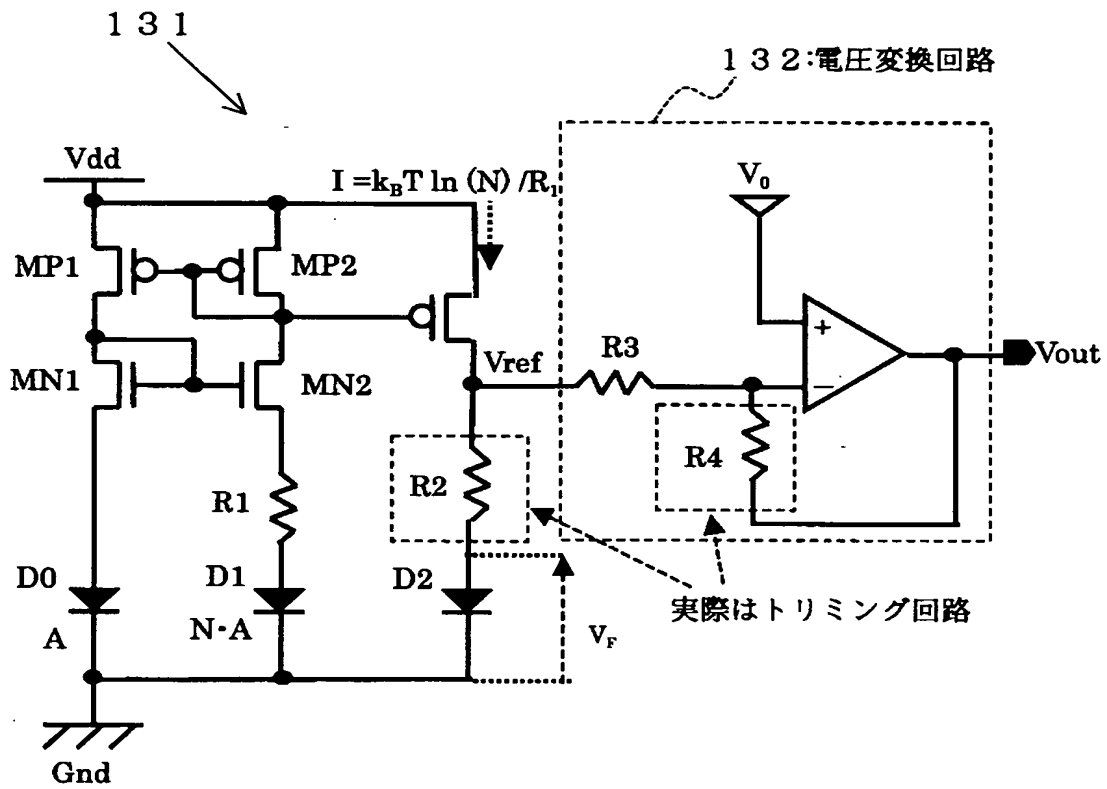 １３１
１３２:電圧変換回路
Vdd
I =kBT ln (N) /R1
V0
MP1
MP2
+
R3
Vout
Vref
−
MN1
MN2
R4
R2
R1
D0
D1
D2
実際はトリミング回路
A
N·A
VF
Gnd